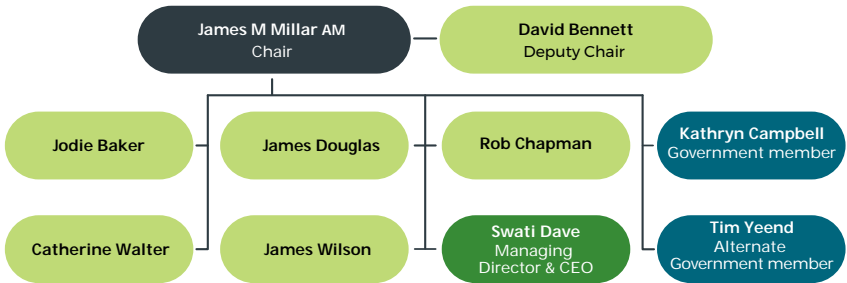 James M Millar AM
Chair
David Bennett
Deputy Chair
Jodie Baker
James Douglas
Rob Chapman
Kathryn Campbell
Government member
Catherine Walter
James Wilson
Swati Dave
Managing
Director & CEO
Tim Yeend
Alternate
Government member